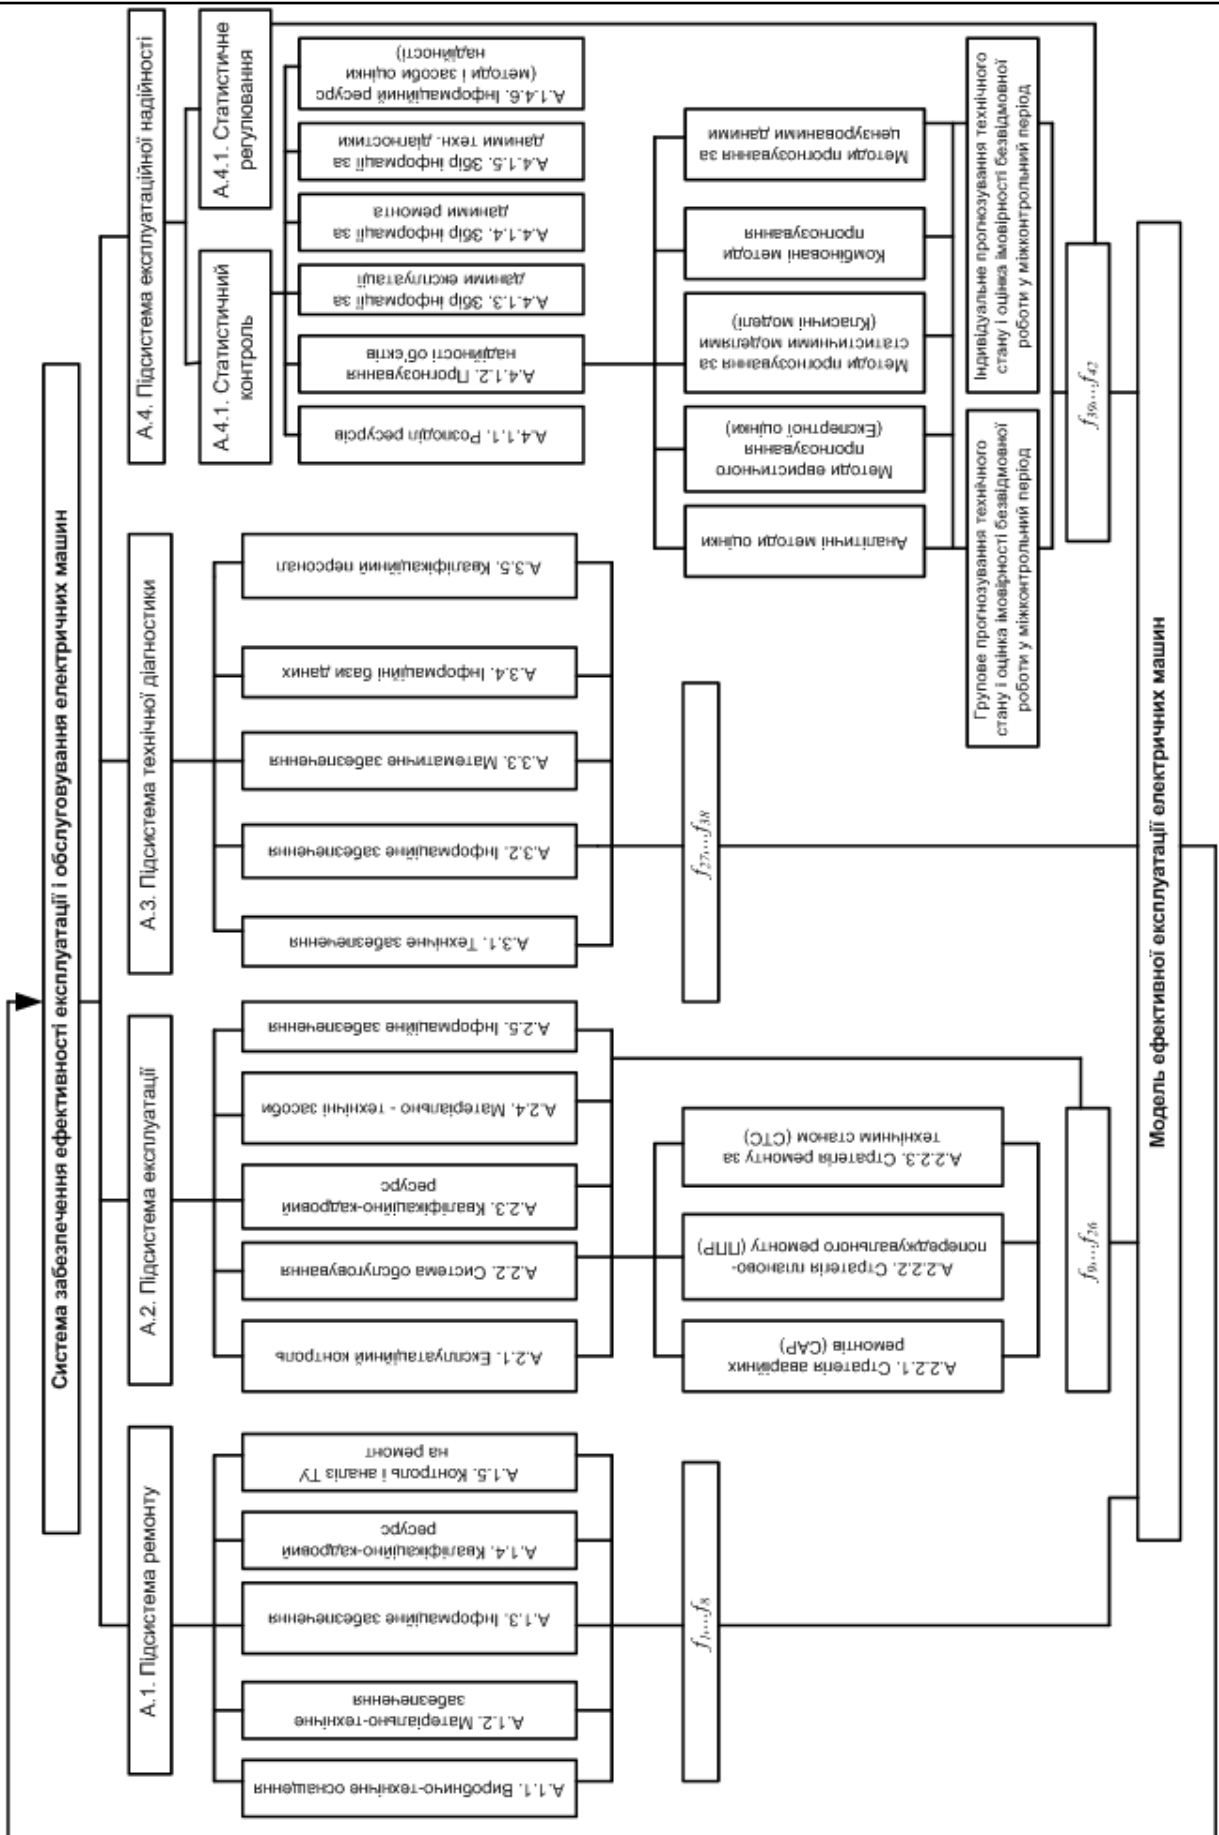 Система забезпечення ефективності експлуатації і обслуговування електричних машин
А.1. Підсистема ремонту
А.2. Підсистема експлуатації
А.3. Підсистема технічної діагностики
А.4. Підсистема експлуатаційної надійності
А.4.1. Статистичний
контроль
А.4.1. Статистичне
регулювання
А.1.1. Виробничо-технічне оснащення
А.1.2. Матеріально-технічне
забезпечення
А.1.3. Інформаційне забезпечення
А.1.4. Кваліфікаційно-кадровий
ресурс
А.1.5. Контроль і аналіз ТУ
на ремонт
А.2.1. Експлуатаційний контроль
А.2.2. Система обслуговування
А.2.3. Кваліфікаційно-кадровий
ресурс
А.2.4. Матеріально - технічні засоби
А.2.5. Інформаційне забезпечення
А.3.1. Технічне забезпечення
А.3.2. Інформаційне забезпечення
А.3.3. Математичне забезпечення
А.3.4. Інформаційні бази даних
А.3.5. Кваліфікаційний персонал
А.4.1.1. Розподіл ресурсів
А.4.1.2. Прогнозування
надійності об'єктів
А.4.1.3. Збір інформації за
даними експлуатації
А.4.1.4. Збір інформації за
даними ремонта
А.4.1.5. Збір інформації за
даними техн. діагностики
А.1.4.6. Інформаційний ресурс
(методи і засоби оцінки
надійності)
А.2.2.1. Стратегія аварійних
ремонтів (САР)
А.2.2.2. Стратегія планово-
попереджувального ремонту (ППР)
А.2.2.3. Стратегія ремонту за
технічним станом (СТС)
Аналітичні методи оцінки
Методи евристичного
прогнозування
(Експертної оцінки)
Методи прогнозування за
статистичними моделями
(Класичні моделі)
Комбіновані методи
прогнозування
Методи прогнозування за
цензурованими даними
Групове прогнозування технічного
стану і оцінка імовірності безвідмовної
роботи у міжконтрольний період
Індивідуальне прогнозування технічного
стану і оцінка імовірності безвідмовної
роботи у міжконтрольний період
f1,...f8
f9,...f26
f27,...f38
f39,...f42
Модель ефективної експлуатації електричних машин